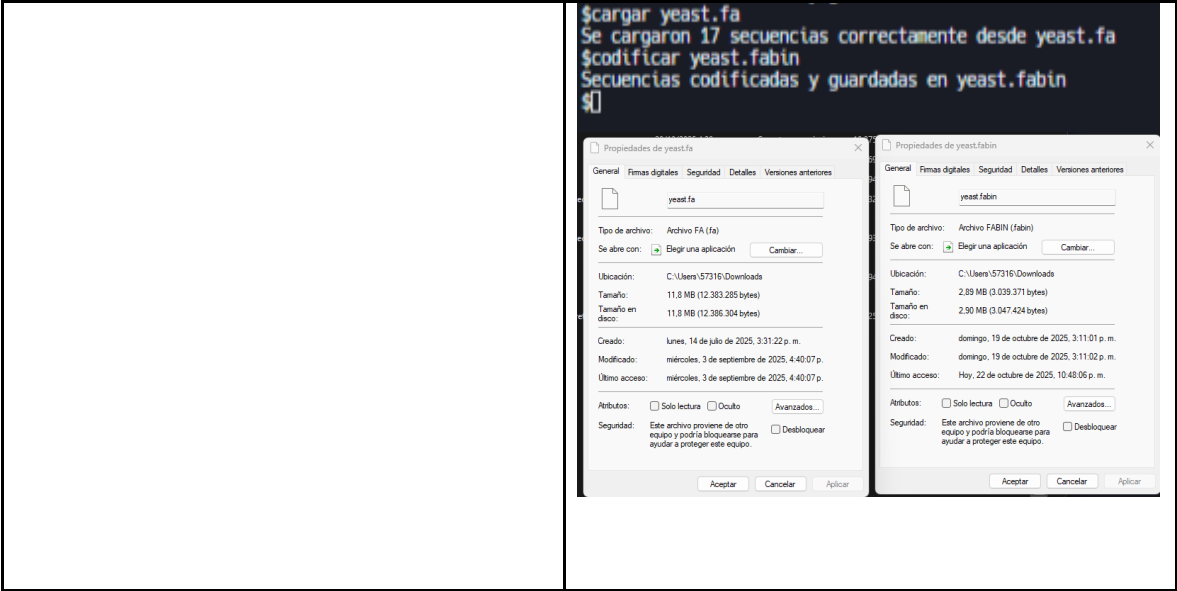 $cargar yeast.fa
Se cargaron 17 secuencias correctamente desde yeast.fa
$codificar yeast.fabin
Secuencias codificadas y guardadas en yeast.fabin
$
Propiedades de yeast.fa
General Firmas digitales Seguridad Detalles Versiones anteriores
yeast.fa
Tipo de archivo: Archivo FA (.fa)
Se abre con: Elegir una aplicación Cambiar...
Ubicación: C:\Users\57316\Downloads
Tamaño: 11,8 MB (12.383.285 bytes)
Tamaño en disco: 11,8 MB (12.386.304 bytes)
Creado: lunes, 14 de julio de 2025, 3:31:22 p. m.
Modificado: miércoles, 3 de septiembre de 2025, 4:40:07 p.
Último acceso: miércoles, 3 de septiembre de 2025, 4:40:07 p.
Atributos: Solo lectura Oculto Avanzados...
Seguridad: Este archivo proviene de otro
equipo y podría bloquearse para
ayudar a proteger este equipo.
Desbloquear
Aceptar Cancelar Aplicar
Propiedades de yeast.fabin
General Firmas digitales Seguridad Detalles Versiones anteriores
yeast.fabin
Tipo de archivo: Archivo FABIN (.fabin)
Se abre con: Elegir una aplicación Cambiar...
Ubicación: C:\Users\57316\Downloads
Tamaño: 2,89 MB (3.039.371 bytes)
Tamaño en disco: 2,90 MB (3.047.424 bytes)
Creado: domingo, 19 de octubre de 2025, 3:11:01 p. m.
Modificado: domingo, 19 de octubre de 2025, 3:11:02 p. m.
Último acceso: Hoy, 22 de octubre de 2025, 10:48:06 p. m.
Atributos: Solo lectura Oculto Avanzados...
Seguridad: Este archivo proviene de otro
equipo y podría bloquearse para
ayudar a proteger este equipo.
Desbloquear
Aceptar Cancelar Aplicar